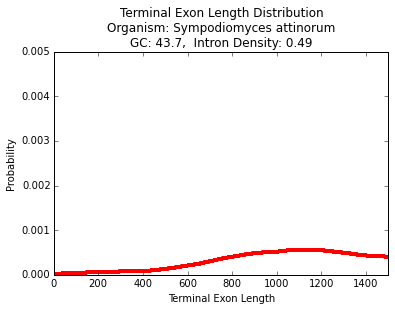 Terminal Exon Length Distribution
Organism: Sympodiomyces attinorum
GC: 43.7,  Intron Density: 0.49
0.005
0.004
0.003
0.002
0.001
0.000
Probability
0 200 400 600 800 1000 1200 1400
Terminal Exon Length